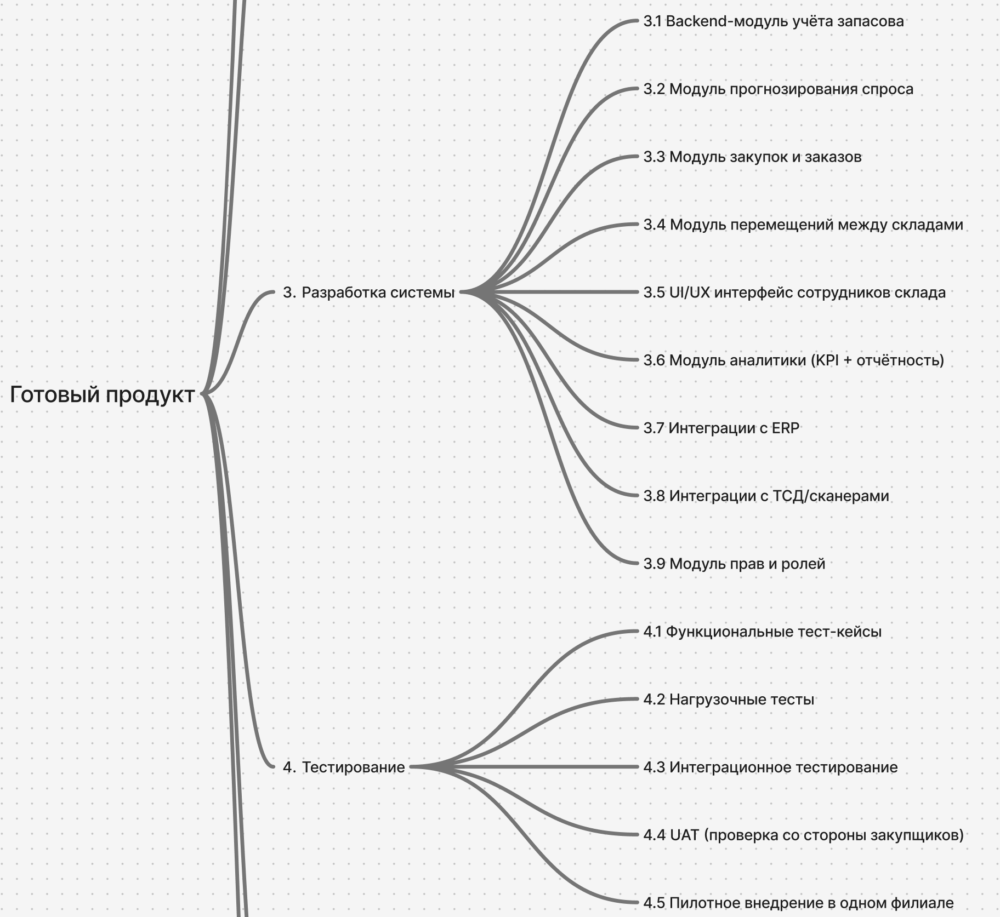 3.1 Backend-модуль учёта запасова
3.2 Модуль прогнозирования спроса
3.3 Модуль закупок и заказов
3.4 Модуль перемещений между складами
3. Разработка системы
3.5 UI/UX интерфейс сотрудников склада
3.6 Модуль аналитики (KPI + отчётность)
Готовый продукт
3.7 Интеграции с ERP
3.8 Интеграции с ТСД/сканерами
3.9 Модуль прав и ролей
4.1 Функциональные тест-кейсы
4.2 Нагрузочные тесты
4. Тестирование
4.3 Интеграционное тестирование
4.4 UAT (проверка со стороны закупщиков)
4.5 Пилотное внедрение в одном филиале